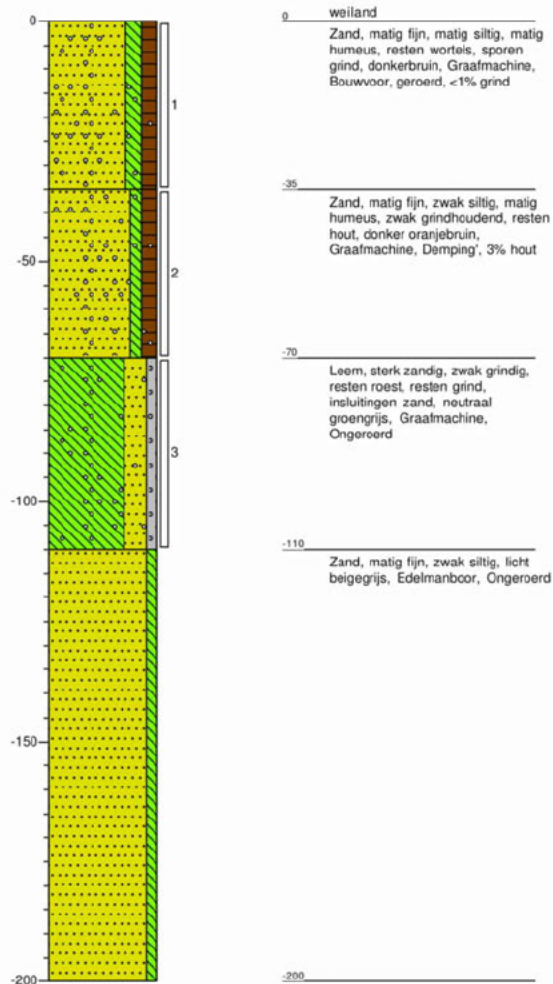 0
weiland
Zand, matig fijn, matig siltig, matig
humeus, resten wortels, sporen
grind, donkerbruin, Graafmachine,
Bouwvoor, geroerd, <1% grind
-35
Zand, matig fijn, zwak siltig, matig
humeus, zwak grindhoudend, resten
hout, donker oranjebruin,
Graafmachine, Demping', 3% hout
-70
Leem, sterk zandig, zwak grindig,
resten roest, resten grind,
insluitingen zand, neutraal
groengrijs, Graafmachine,
Ongeroerd
-110
Zand, matig fijn, zwak siltig, licht
beigegrijs, Edelmanboor, Ongeroerd
-200
0
-50
-100
-150
-200
1
2
3